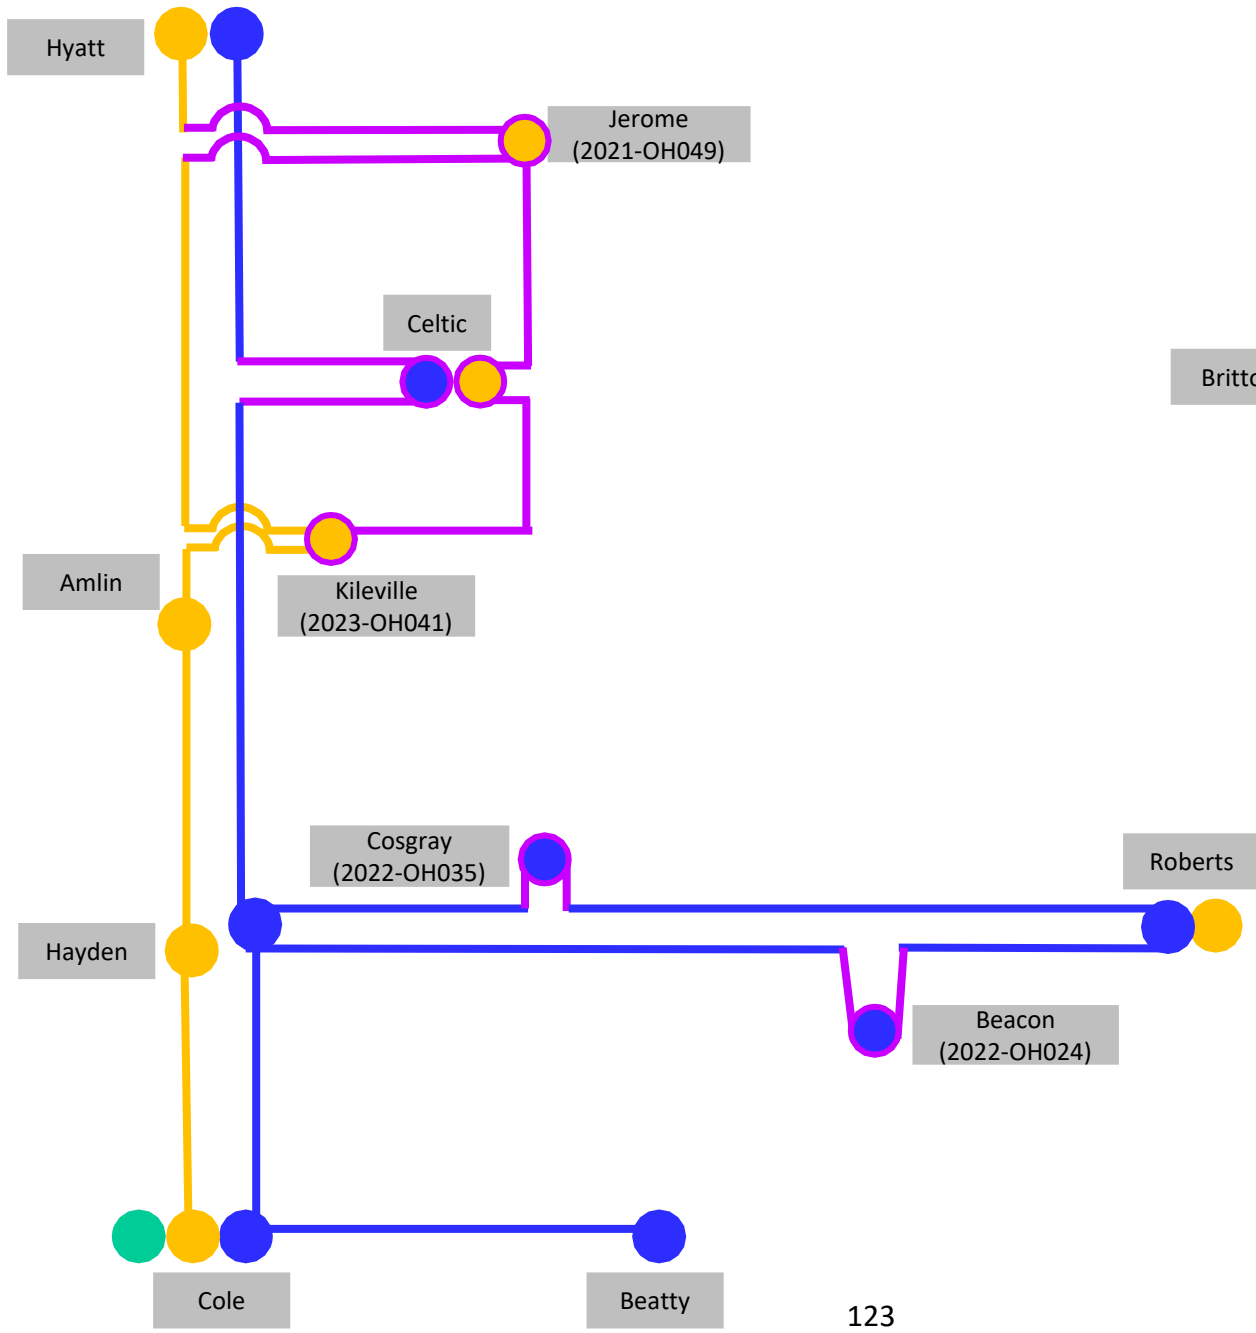 Hyatt
Jerome
(2021-OH049)
Celtic
Britto
Amlin
Kileville
(2023-OH041)
Cosgray
(2022-OH035)
Roberts
Hayden
Beacon
(2022-OH024)
Cole
Beatty
123